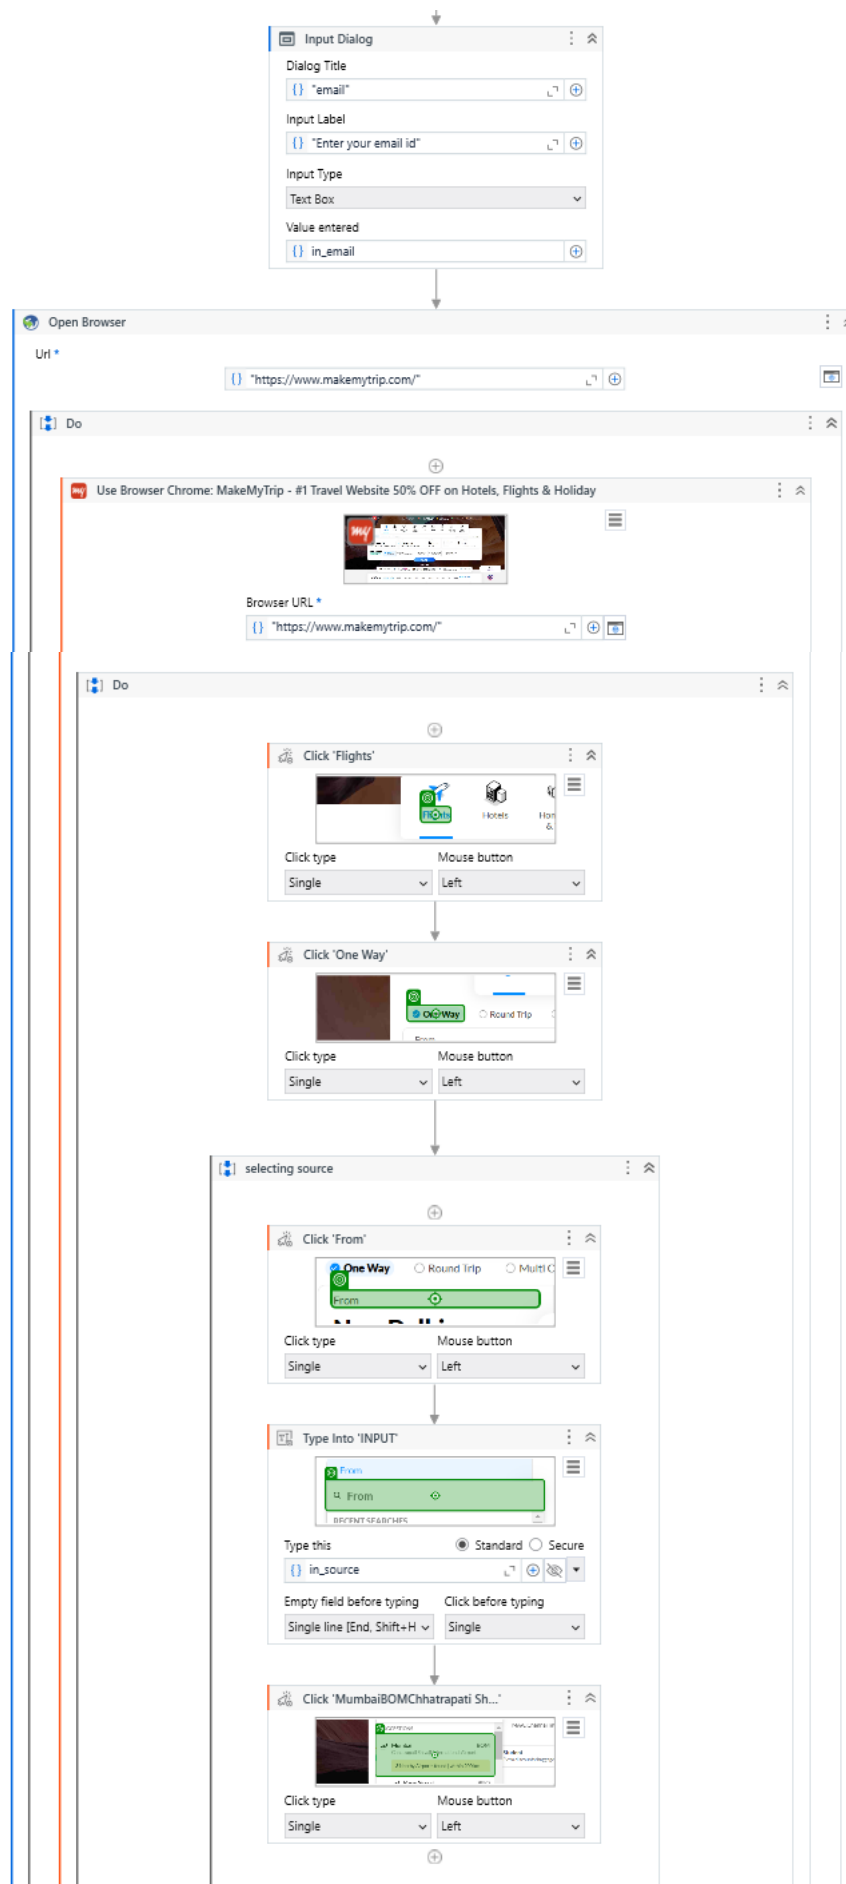 Input Dialog
Dialog Title
"email"
Input Label
"Enter your email id"
Input Type
Text Box
Value entered
in_email
Open Browser
Url *
"https://www.makemytrip.com/"
Do
Use Browser Chrome: MakeMyTrip - #1 Travel Website 50% OFF on Hotels, Flights & Holiday
my
Browser URL *
"https://www.makemytrip.com/"
Do
Click 'Flights'
Flights
Hotels
Click type Mouse button
Single Left
Click 'One Way'
One Way Round Trip
From
Click type Mouse button
Single Left
selecting source
Click 'From'
One Way Round Trip Multi C
From
Click type Mouse button
Single Left
Type Into 'INPUT'
From
From
RECENT SEARCHES
Type this Standard Secure
in_source
Empty field before typing Click before typing
Single line [End, Shift+H Single
Click 'MumbaiBOMChhatrapati Sh...'
Click type Mouse button
Single Left